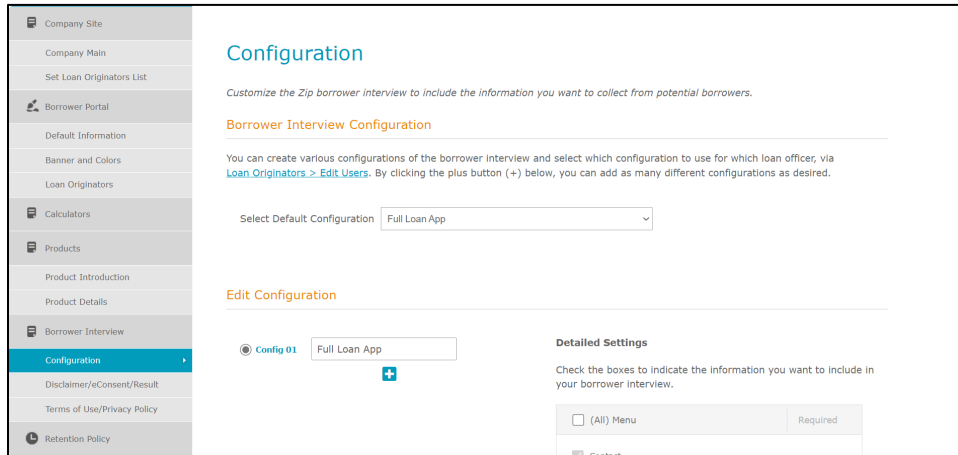 Company Site
Company Main
Set Loan Originators List
Borrower Portal
Default Information
Banner and Colors
Loan Originators
Calculators
Products
Product Introduction
Product Details
Borrower Interview
Configuration
Disclaimer/eConsent/Result
Terms of Use/Privacy Policy
Retention Policy
Configuration
Customize the Zip borrower interview to include the information you want to collect from potential borrowers.
Borrower Interview Configuration
You can create various configurations of the borrower interview and select which configuration to use for which loan officer, via
Loan Originators > Edit Users. By clicking the plus button (+) below, you can add as many different configurations as desired.
Select Default Configuration Full Loan App
Edit Configuration
Config 01 Full Loan App
Detailed Settings
Check the boxes to indicate the information you want to include in
your borrower interview.
(All) Menu Required